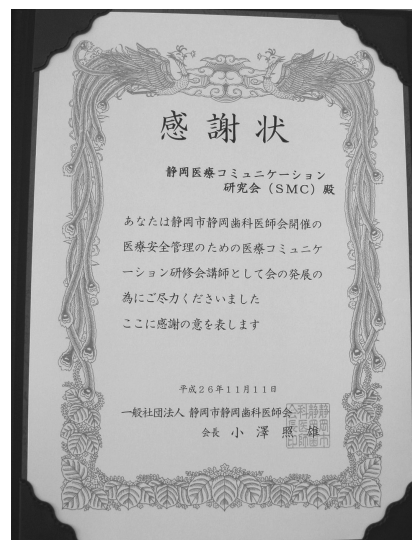 感謝状
静岡医療コミュニケーション
研究会（ＳＭＣ）殿
あなたは静岡市静岡歯科医師会開催の
医療安全管理のための医療コミュニケ
ーション研修会講師として会の発展の
為にご尽力くださいました
ここに感謝の意を表します
平成２６年１１月１１日
一般社団法人 静岡市静岡歯科医師会
会長 小澤照雄